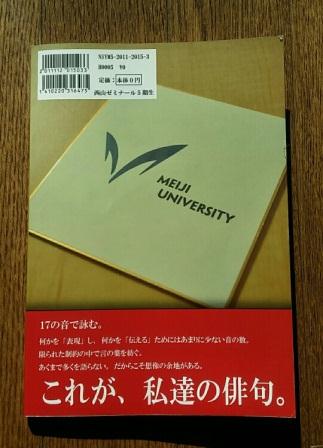 NSYM5-2011-2015-3
H0005 ¥0
定価：本体0円
西山ゼミナール5期生
2011112015033
1410220316475
MEIJI
UNIVERSITY
17の音で詠む。
何かを「表現」し、何かを「伝える」ためにはあまりに少ない音の数。
限られた制約の中で言の葉を紡ぐ。
あくまで多くを語らない。だからこそ想像の余地がある。
これが、私達の俳句。